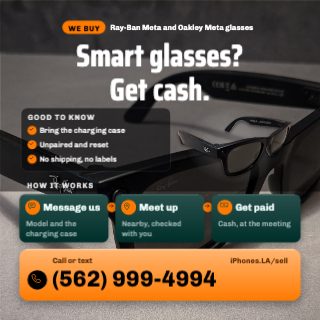 WE BUY Ray-Ban Meta and Oakley Meta glasses
Smart glasses?
Get cash.
GOOD TO KNOW
Bring the charging case
Unpaired and reset
No shipping, no labels
HOW IT WORKS
Message us
Model and the
charging case
Meet up
Nearby, checked
with you
Get paid
Cash, at the meeting
Call or text
iPhones.LA/sell
(562) 999-4994